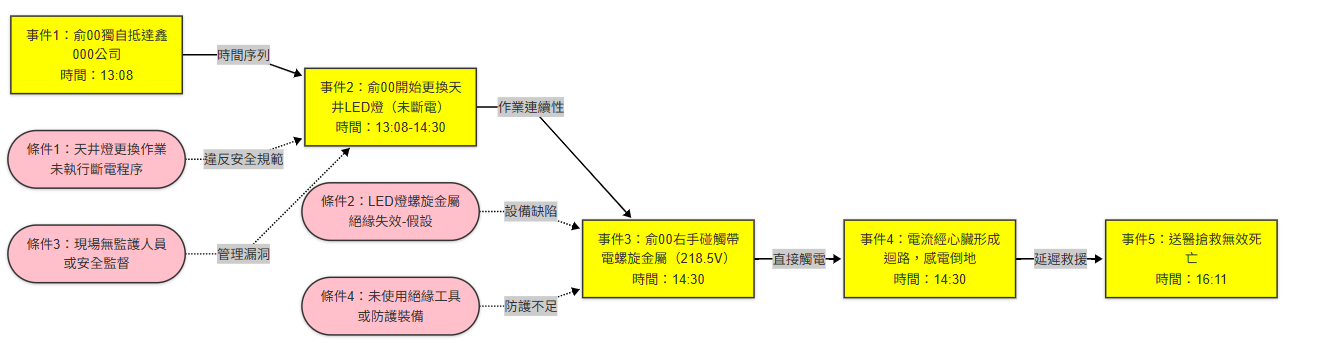 事件1：俞00獨自抵達鑫
000公司
時間：13:08
時間序列
事件2：俞00開始更換天
井LED燈（未斷電）
時間：13:08-14:30
作業連續性
條件1：天井燈更換作業
未執行斷電程序
違反安全規範
條件3：現場無監護人員
或安全監督
管理漏洞
條件2：LED燈螺旋金屬
絕緣失效-假設
設備缺陷
條件4：未使用絕緣工具
或防護裝備
防護不足
事件3：俞00右手碰觸帶
電螺旋金屬（218.5V）
時間：14:30
直接觸電
事件4：電流經心臟形成
迴路，感電倒地
時間：14:30
延遲救援
事件5：送醫搶救無效死
亡
時間：16:11